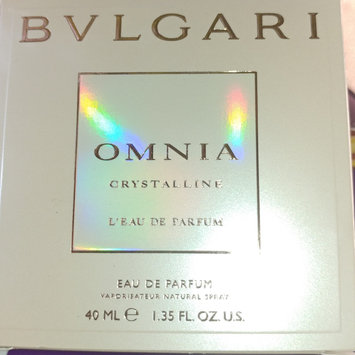 BVLGARI
OMNIA
CRYSTALLINE
L'EAU DE PARFUM
EAU DE PARFUM
VAPORISATEUR NATURAL SPRAY
40 ML ℮ 1.35 FL. OZ. U.S.